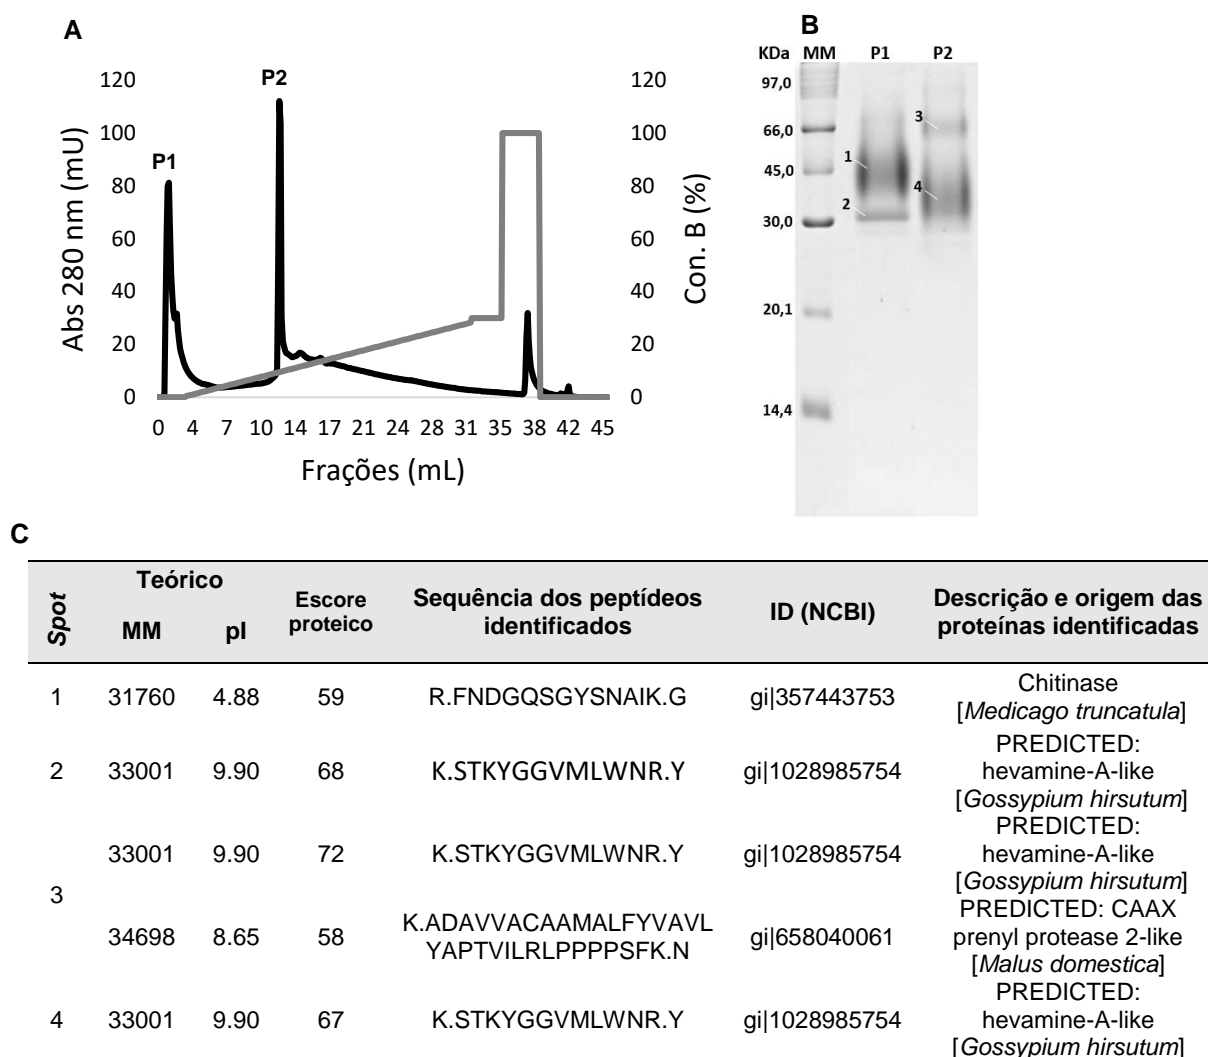 A
P1
P2
120
100
80
60
40
20
0
Abs 280 nm (mU)
120
100
80
60
40
20
0
Con. B (%)
0 4 7 10 14 17 21 24 28 31 35 38 42 45
Frações (mL)
B
KDa MM P1 P2
97,0
66,0
45,0
30,0
20,1
14,4
1
2
3
4
C
Spot
Teórico
MM pI
Escore
proteico
Sequência dos peptídeos
identificados
ID (NCBI)
Descrição e origem das
proteínas identificadas
1 31760 4.88 59 R.FNDGQSGYSNAIK.G gi|357443753
Chitinase
[Medicago truncatula]
2 33001 9.90 68 K.STKYGGVMLWNR.Y gi|1028985754
PREDICTED:
hevamine-A-like
[Gossypium hirsutum]
3
33001 9.90 72 K.STKYGGVMLWNR.Y gi|1028985754
PREDICTED:
hevamine-A-like
[Gossypium hirsutum]
34698 8.65 58
K.ADAVVACAAMALFYVAVL
YAPTVILRLPPPPSFK.N
gi|658040061
PREDICTED: CAAX
prenyl protease 2-like
[Malus domestica]
4 33001 9.90 67 K.STKYGGVMLWNR.Y gi|1028985754
PREDICTED:
hevamine-A-like
[Gossypium hirsutum]